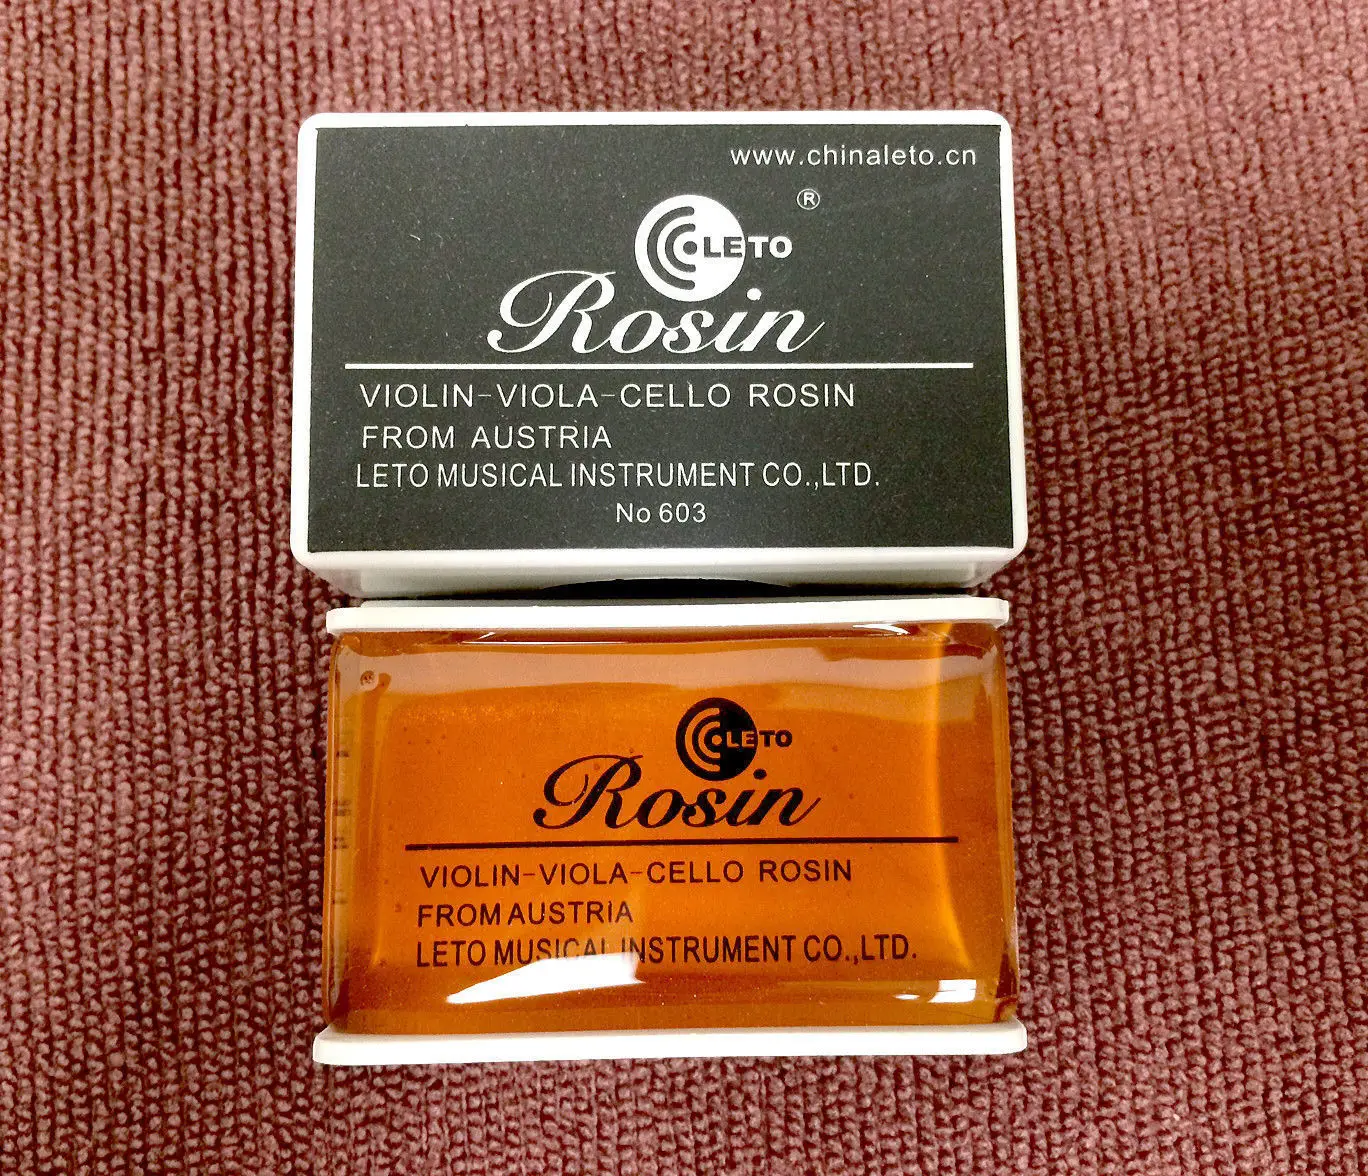 www.chinaleto.cn
®
LETO
Rosin
VIOLIN-VIOLA-CELLO ROSIN
FROM AUSTRIA
LETO MUSICAL INSTRUMENT CO.,LTD.
No 603
LETO
Rosin
VIOLIN-VIOLA-CELLO ROSIN
FROM AUSTRIA
LETO MUSICAL INSTRUMENT CO.,LTD.